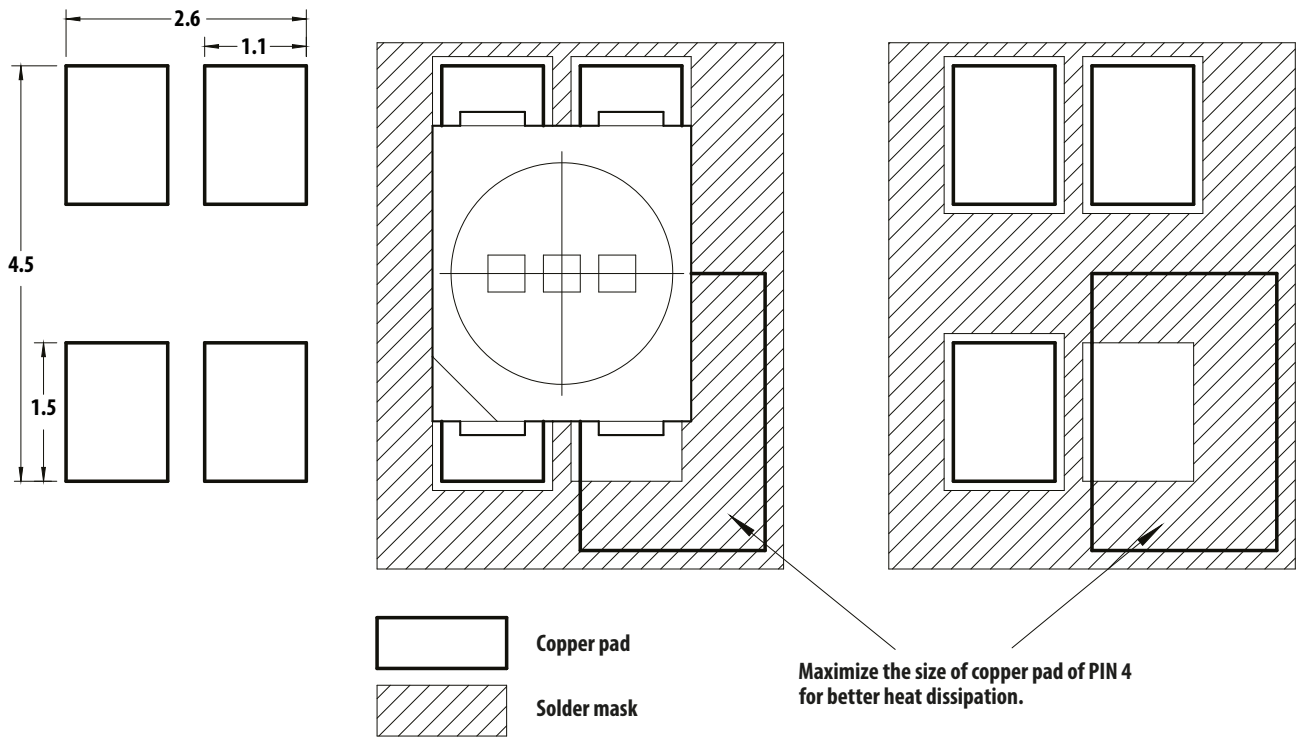 2.6
1.1
4.5
1.5
Copper pad
Solder mask
Maximize the size of copper pad of PIN 4
for better heat dissipation.